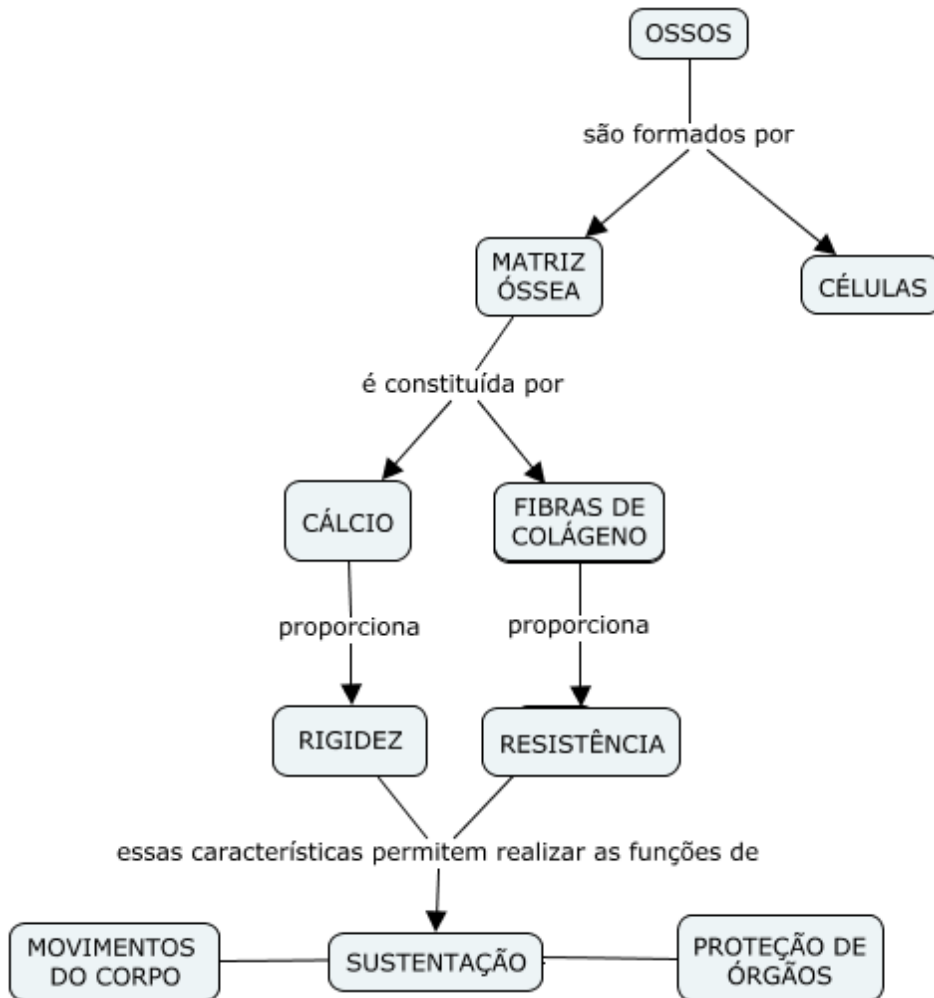 OSSOS
são formados por
MATRIZ
ÓSSEA
CÉLULAS
é constituída por
CÁLCIO
FIBRAS DE
COLÁGENO
proporciona
proporciona
RIGIDEZ
RESISTÊNCIA
essas características permitem realizar as funções de
MOVIMENTOS
DO CORPO
SUSTENTAÇÃO
PROTEÇÃO DE
ÓRGÃOS